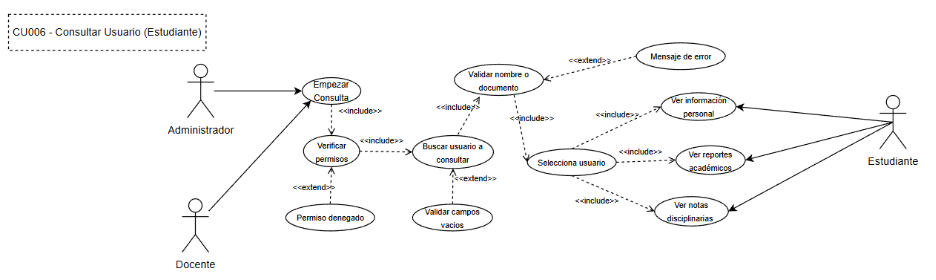 CU006 - Consultar Usuario (Estudiante)
Administrador
Docente
Empezar
Consulta
<<include>>
Verificar
permisos
<<extend>>
Permiso denegado
<<include>>
Buscar usuario a
consultar
<<extend>>
Validar campos
vacios
<<include>>
Validar nombre o
documento
<<extend>>
Mensaje de error
<<include>>
Selecciona usuario
<<include>>
Ver información
personal
<<include>>
Ver reportes
académicos
<<include>>
Ver notas
disciplinarias
Estudiante